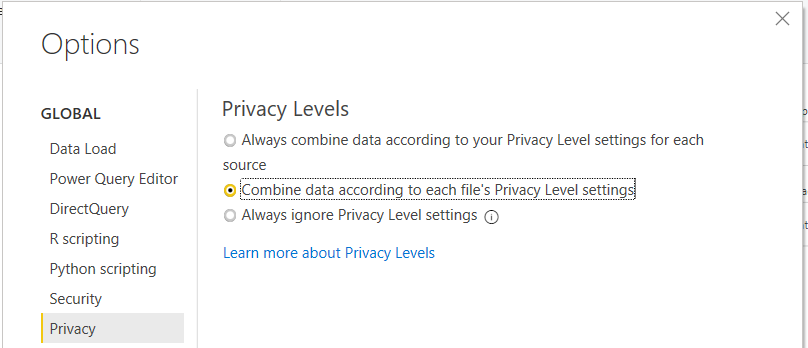 Options
GLOBAL
Data Load
Power Query Editor
DirectQuery
R scripting
Python scripting
Security
Privacy
Privacy Levels
Always combine data according to your Privacy Level settings for each
source
Combine data according to each file's Privacy Level settings
Always ignore Privacy Level settings
Learn more about Privacy Levels